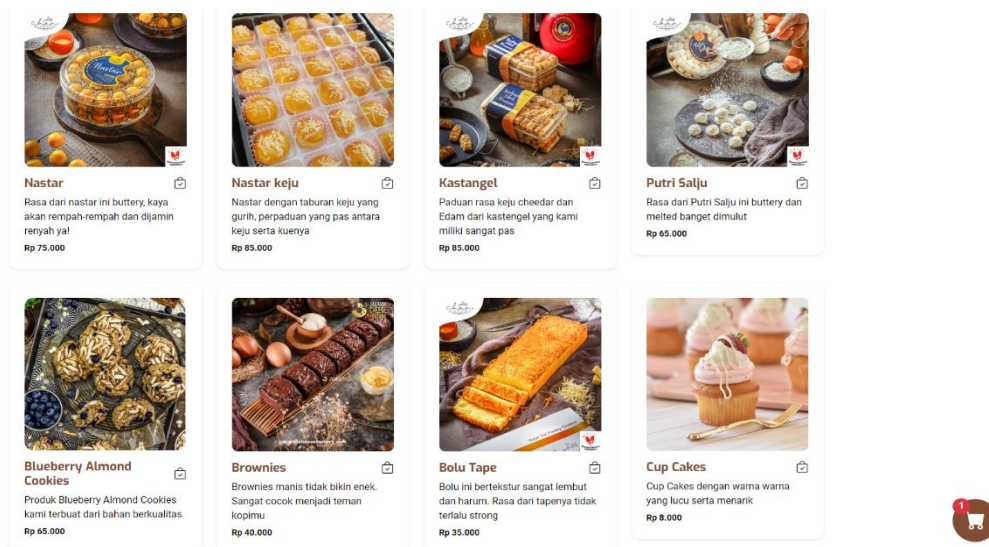 Nastar
Rasa dari nastar ini buttery, kaya
akan rempah-rempah dan dijamin
renyah ya!
Rp 75.000
Nastar keju
Nastar dengan taburan keju yang
gurih, perpaduan yang pas antara
keju serta kuenya
Rp 85.000
Kastangel
Paduan rasa keju cheedar dan
Edam dari kastengel yang kami
miliki sangat pas
Rp 85.000
Putri Salju
Rasa dari Putri Salju ini buttery dan
melted banget dimulut
Rp 65.000
Blueberry Almond
Cookies
Produk Blueberry Almond Cookies
kami terbuat dari bahan berkualitas
Rp 65.000
Brownies
Brownies manis tidak bikin enek.
Sangat cocok menjadi teman
kopimu
Rp 40.000
Bolu Tape
Bolu ini bertekstur sangat lembut
dan harum. Rasa dari tapenya tidak
terlalu strong
Rp 35.000
Cup Cakes
Cup Cakes dengan warna warna
yang lucu serta menarik
Rp 8.000
1